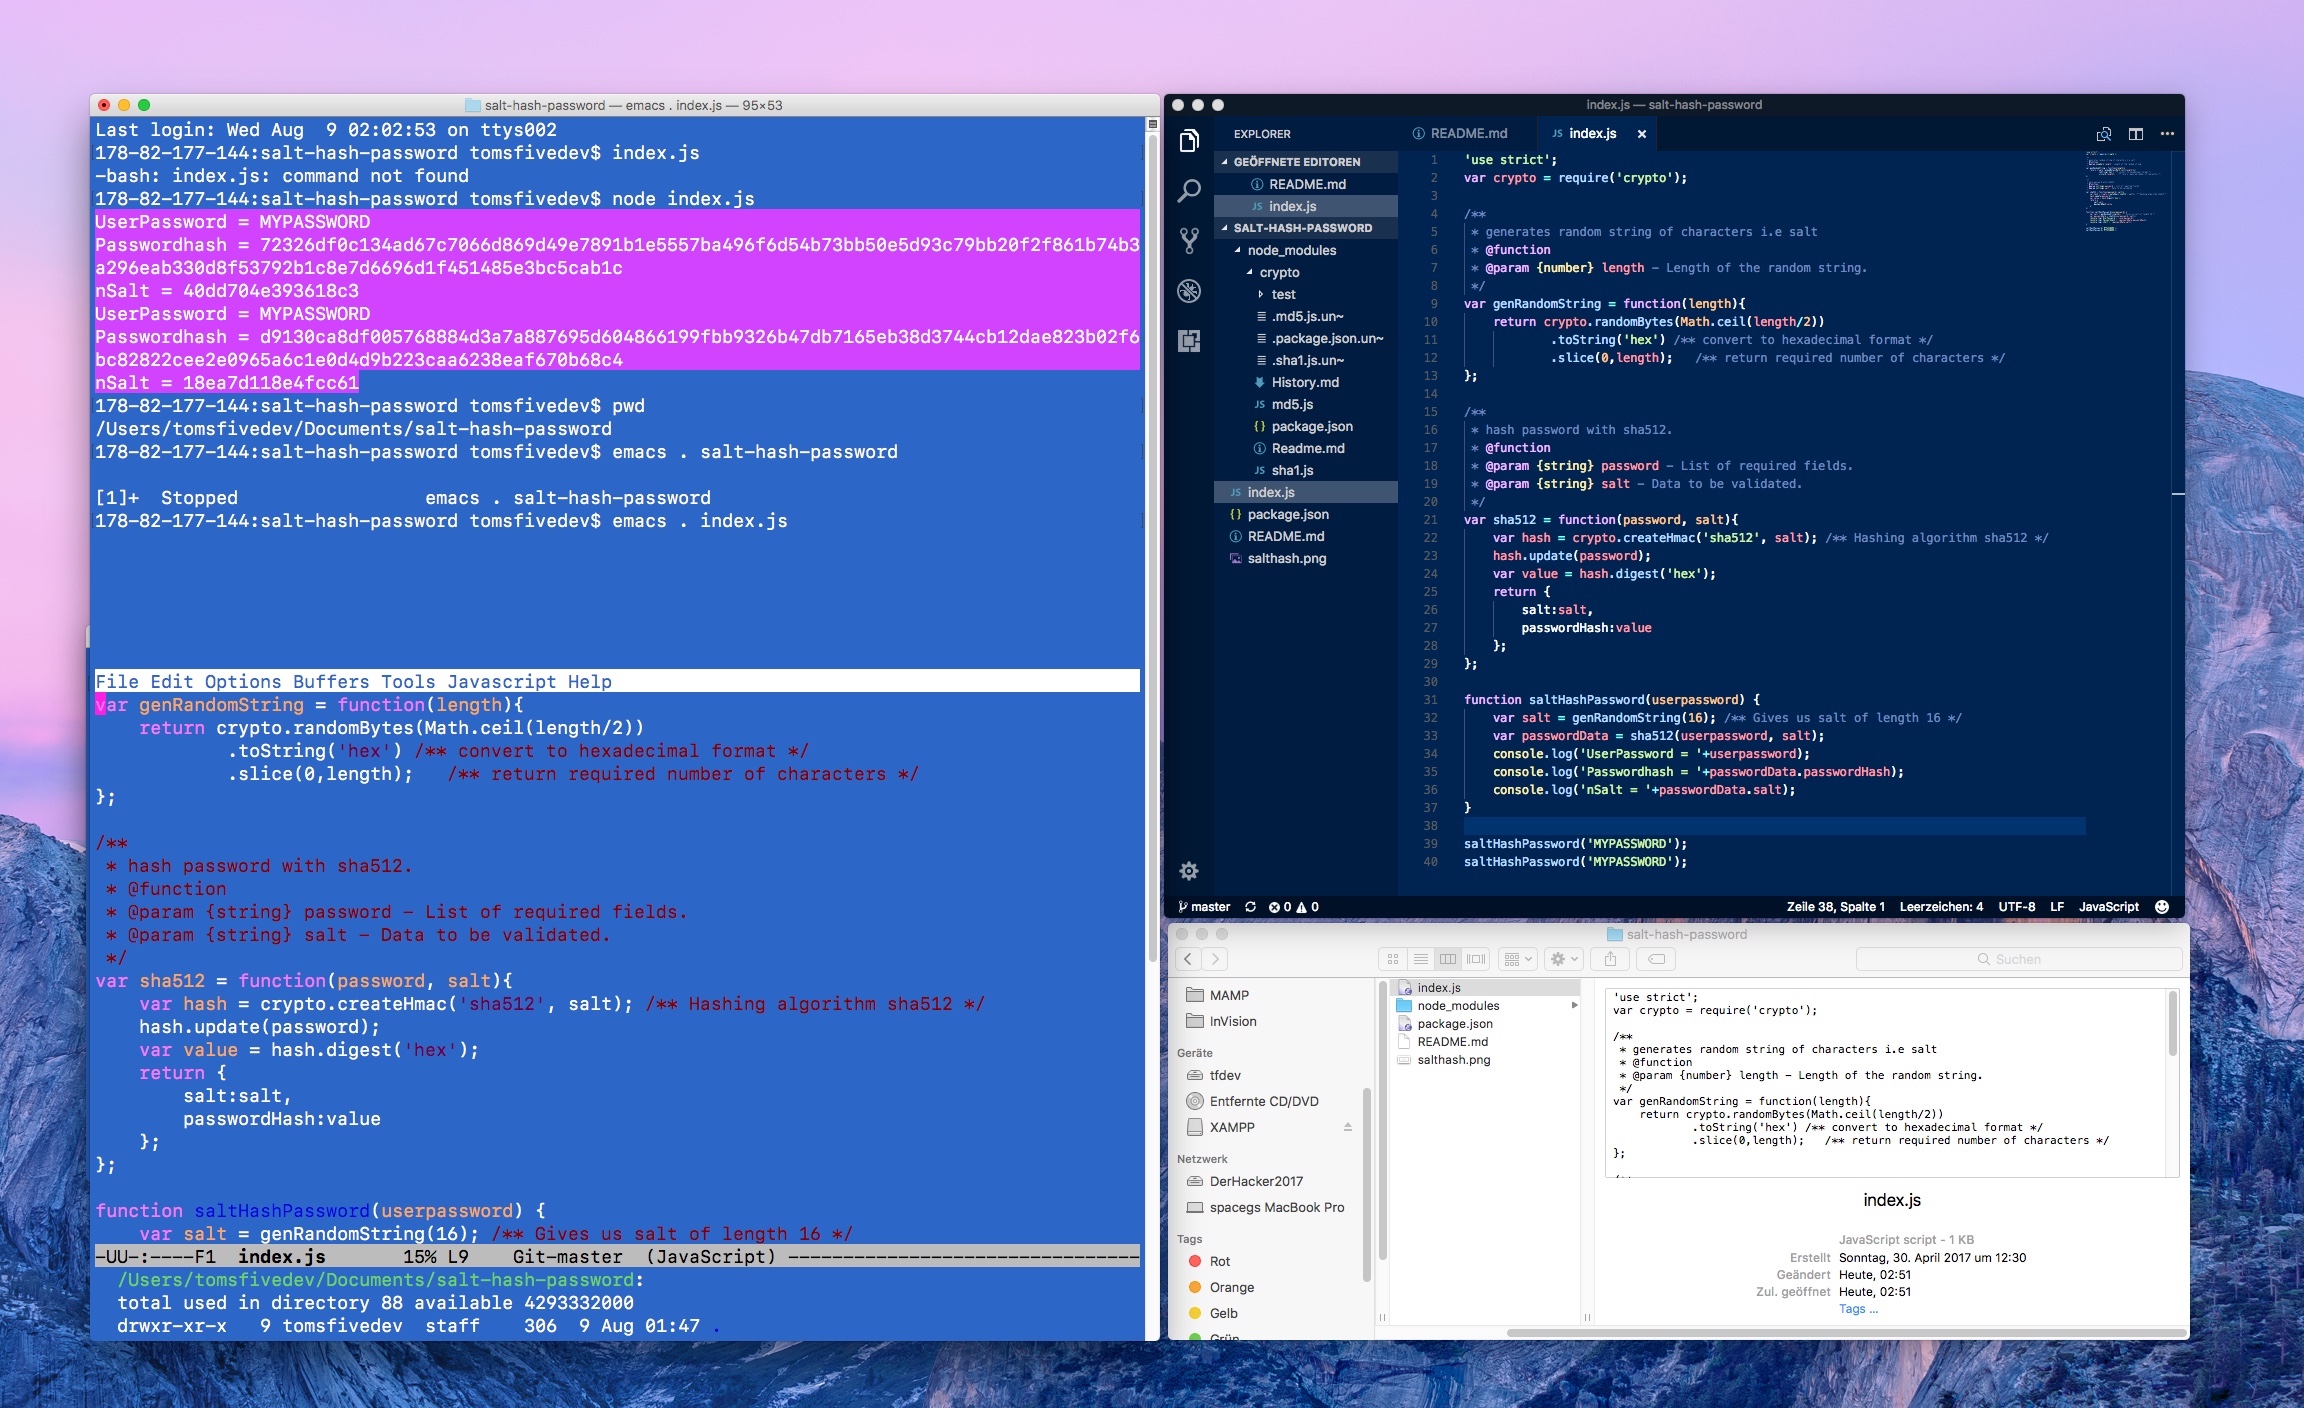 salt-hash-password — emacs . index.js — 95×53
Last login: Wed Aug  9 02:02:53 on ttys002
178-82-177-144:salt-hash-password tomsfivedev$ index.js
-bash: index.js: command not found
178-82-177-144:salt-hash-password tomsfivedev$ node index.js
UserPassword = MYPASSWORD
Passwordhash = 72326df0c134ad67c7066d869d49e7891b1e5557ba496f6d54b73bb50e5d93c79bb20f2f861b74b3
a296eab330d8f53792b1c8e7d6696d1f451485e3bc5cab1c
nSalt = 40dd704e393618c3
UserPassword = MYPASSWORD
Passwordhash = d9130ca8df005768884d3a7a887695d604866199fbb9326b47db7165eb38d3744cb12dae823b02f6
bc82822cee2e0965a6c1e0d4d9b223caa6238eaf670b68c4
nSalt = 18ea7d118e4fcc61
178-82-177-144:salt-hash-password tomsfivedev$ pwd
/Users/tomsfivedev/Documents/salt-hash-password
178-82-177-144:salt-hash-password tomsfivedev$ emacs . salt-hash-password
[1]+  Stopped                 emacs . salt-hash-password
178-82-177-144:salt-hash-password tomsfivedev$ emacs . index.js
File Edit Options Buffers Tools Javascript Help
var genRandomString = function(length){
    return crypto.randomBytes(Math.ceil(length/2))
            .toString('hex') /** convert to hexadecimal format */
            .slice(0,length);   /** return required number of characters */
};
/**
 * hash password with sha512.
 * @function
 * @param {string} password - List of required fields.
 * @param {string} salt - Data to be validated.
 */
var sha512 = function(password, salt){
    var hash = crypto.createHmac('sha512', salt); /** Hashing algorithm sha512 */
    hash.update(password);
    var value = hash.digest('hex');
    return {
        salt:salt,
        passwordHash:value
    };
};
function saltHashPassword(userpassword) {
    var salt = genRandomString(16); /** Gives us salt of length 16 */
-UU-:----F1  index.js       15% L9    Git-master  (JavaScript) --------------------------------
  /Users/tomsfivedev/Documents/salt-hash-password:
  total used in directory 88 available 4293332000
  drwxr-xr-x   9 tomsfivedev  staff    306  9 Aug 01:47 .
index.js — salt-hash-password
EXPLORER
GEÖFFNETE EDITOREN
README.md
JS index.js
SALT-HASH-PASSWORD
node_modules
crypto
test
.md5.js.un~
.package.json.un~
.sha1.js.un~
History.md
JS md5.js
{} package.json
Readme.md
JS sha1.js
JS index.js
{} package.json
README.md
salthash.png
README.md
JS index.js ×
1 'use strict';
2 var crypto = require('crypto');
3
4 /**
5  * generates random string of characters i.e salt
6  * @function
7  * @param {number} length - Length of the random string.
8  */
9 var genRandomString = function(length){
10     return crypto.randomBytes(Math.ceil(length/2))
11             .toString('hex') /** convert to hexadecimal format */
12             .slice(0,length);   /** return required number of characters */
13 };
14
15 /**
16  * hash password with sha512.
17  * @function
18  * @param {string} password - List of required fields.
19  * @param {string} salt - Data to be validated.
20  */
21 var sha512 = function(password, salt){
22     var hash = crypto.createHmac('sha512', salt); /** Hashing algorithm sha512 */
23     hash.update(password);
24     var value = hash.digest('hex');
25     return {
26         salt:salt,
27         passwordHash:value
28     };
29 };
30
31 function saltHashPassword(userpassword) {
32     var salt = genRandomString(16); /** Gives us salt of length 16 */
33     var passwordData = sha512(userpassword, salt);
34     console.log('UserPassword = '+userpassword);
35     console.log('Passwordhash = '+passwordData.passwordHash);
36     console.log('nSalt = '+passwordData.salt);
37 }
38
39 saltHashPassword('MYPASSWORD');
40 saltHashPassword('MYPASSWORD');
master 0 0 Zeile 38, Spalte 1 Leerzeichen: 4 UTF-8 LF JavaScript
salt-hash-password
Suchen
MAMP
InVision
Geräte
tfdev
Entfernte CD/DVD
XAMPP
Netzwerk
DerHacker2017
spacegs MacBook Pro
Tags
Rot
Orange
Gelb
Grün
index.js
node_modules
package.json
README.md
salthash.png
'use strict';
var crypto = require('crypto');
/**
 * generates random string of characters i.e salt
 * @function
 * @param {number} length - Length of the random string.
 */
var genRandomString = function(length){
    return crypto.randomBytes(Math.ceil(length/2))
            .toString('hex') /** convert to hexadecimal format */
            .slice(0,length);   /** return required number of characters */
};
/**
index.js
JavaScript script - 1 KB
Erstellt Sonntag, 30. April 2017 um 12:30
Geändert Heute, 02:51
Zul. geöffnet Heute, 02:51
Tags ...